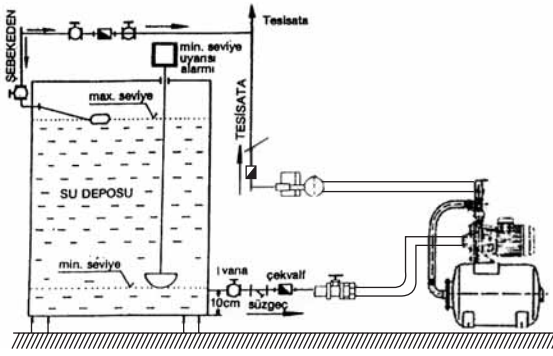 ŞEBEKEDEN
Tesisata
min. seviye
uyarısı
alarmı
max. seviye
TESİSATA
SU DEPOSU
min. seviye
vana
çekvalf
10cm
süzgeç